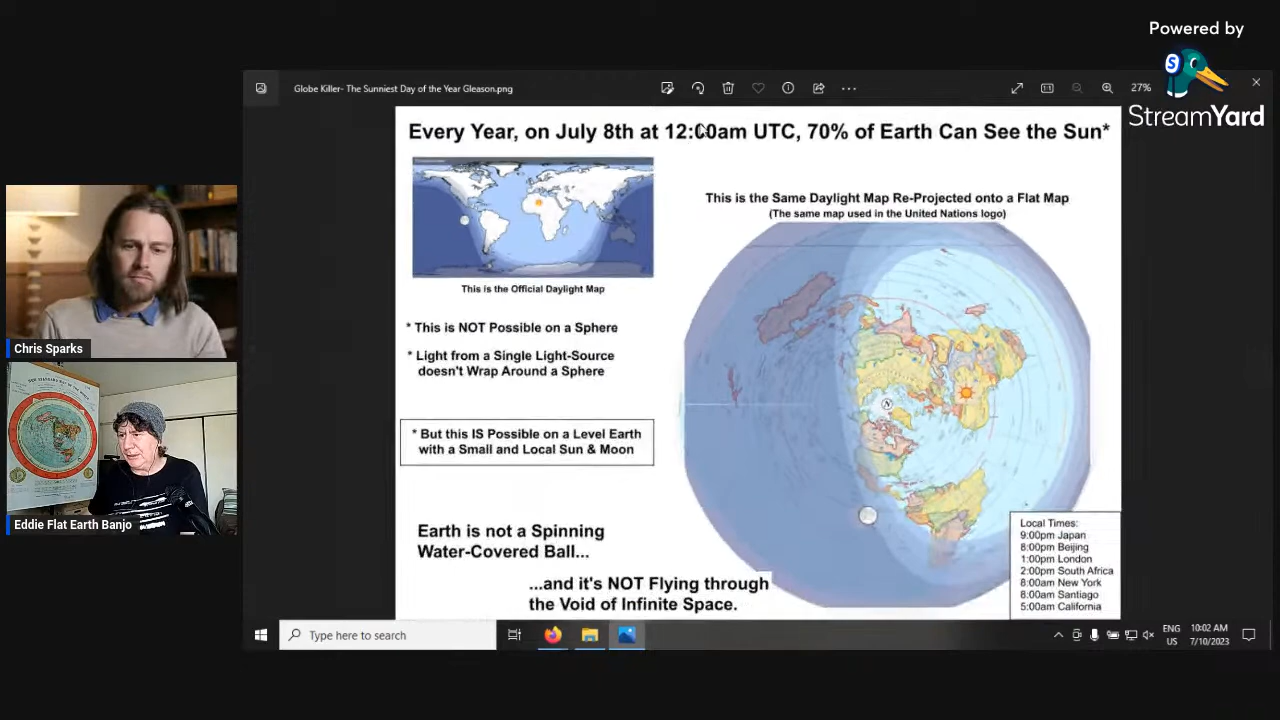 Powered by
StreamYard
Globe Killer- The Sunniest Day of the Year Gleason.png
27%
Every Year, on July 8th at 12:00am UTC, 70% of Earth Can See the Sun*
This is the Official Daylight Map
This is the Same Daylight Map Re-Projected onto a Flat Map
(The same map used in the United Nations logo)
* This is NOT Possible on a Sphere
* Light from a Single Light-Source
doesn't Wrap Around a Sphere
* But this IS Possible on a Level Earth
with a Small and Local Sun & Moon
Earth is not a Spinning
Water-Covered Ball...
...and it's NOT Flying through
the Void of Infinite Space.
N
Local Times:
9:00pm Japan
8:00pm Beijing
1:00pm London
2:00pm South Africa
8:00am New York
8:00am Santiago
5:00am California
Chris Sparks
Eddie Flat Earth Banjo
Type here to search
ENG
US
10:02 AM
7/10/2023